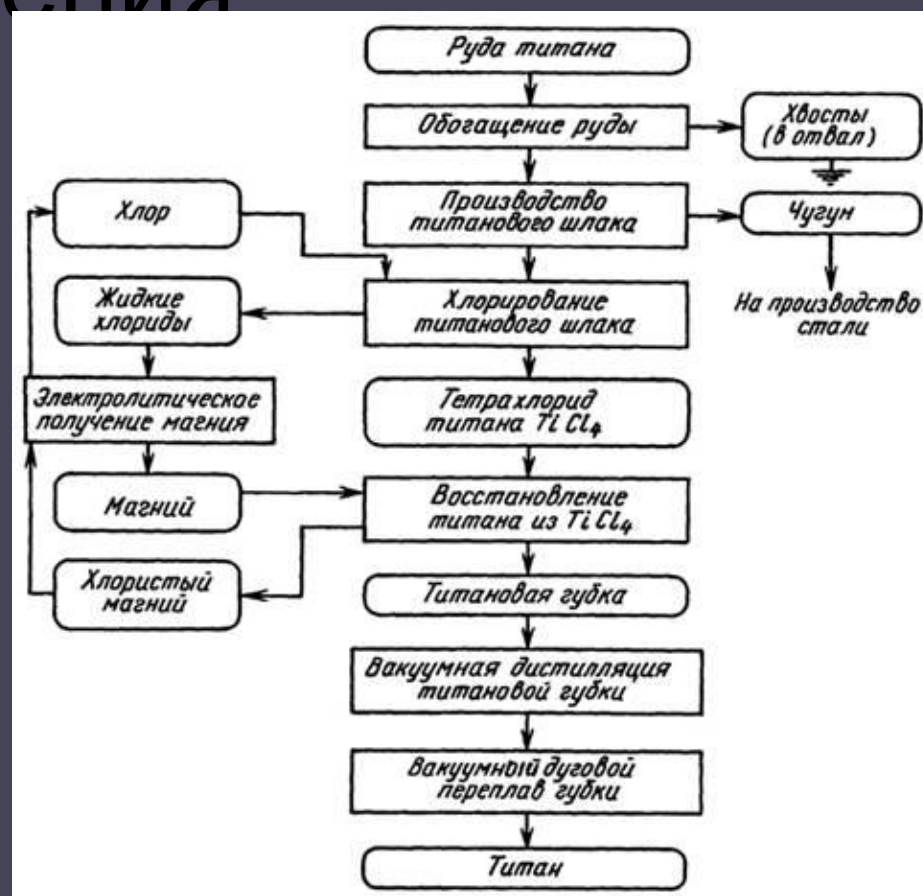 Руда титана
Обогащение руды
Хвосты
(в отвал)
Хлор
Производство
титанового шлака
Чугун
Жидкие
хлориды
Хлорирование
титанового шлака
На производство
стали
Электролитическое
получение магния
Тетрахлорид
титана TiCl₄
Магний
Восстановление
титана из TiCl₄
Хлористый
магний
Титановая губка
Вакуумная дистилляция
титановой губки
Вакуумный дуговой
переплав губки
Титан